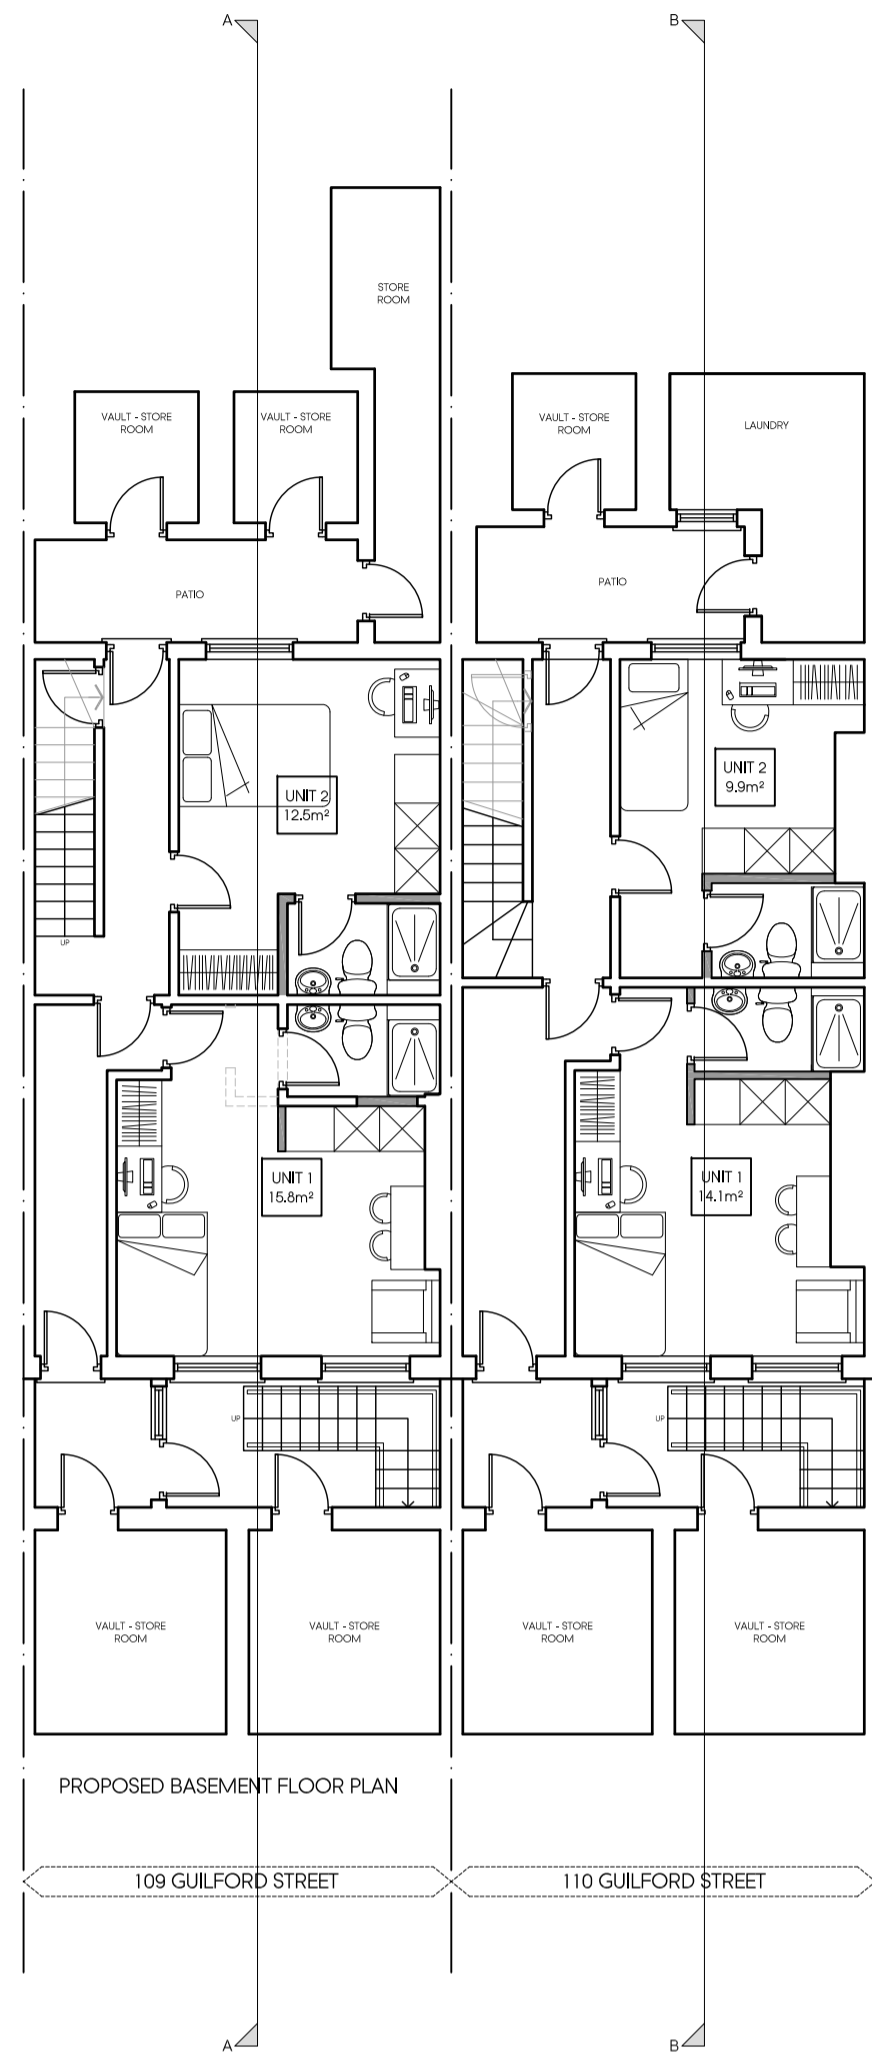 A
B
STORE
ROOM
VAULT - STORE
ROOM
VAULT - STORE
ROOM
VAULT - STORE
ROOM
LAUNDRY
PATIO
PATIO
UNIT 2
12.5m²
UNIT 2
9.9m²
UP
UNIT 1
15.8m²
UNIT 1
14.1m²
UP
UP
VAULT - STORE
ROOM
VAULT - STORE
ROOM
VAULT - STORE
ROOM
VAULT - STORE
ROOM
PROPOSED BASEMENT FLOOR PLAN
109 GUILFORD STREET
110 GUILFORD STREET
A
B